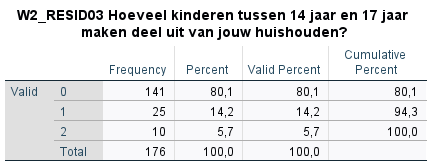 W2_RESID03 Hoeveel kinderen tussen 14 jaar en 17 jaar
maken deel uit van jouw huishouden?
Frequency Percent Valid Percent Cumulative Percent
Valid 0 141 80,1 80,1 80,1
1 25 14,2 14,2 94,3
2 10 5,7 5,7 100,0
Total 176 100,0 100,0